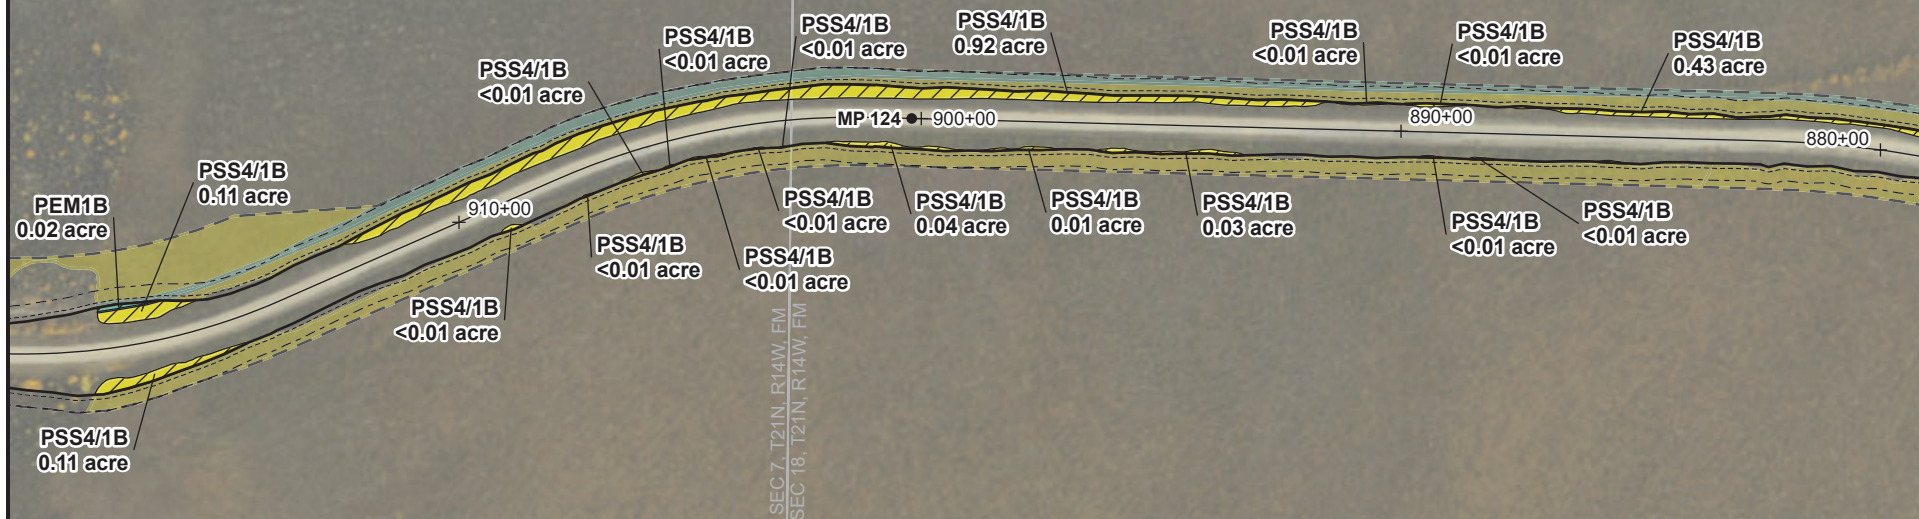 PSS4/1B
<0.01 acre
PSS4/1B
<0.01 acre
PSS4/1B
<0.01 acre
PSS4/1B
0.92 acre
PSS4/1B
<0.01 acre
PSS4/1B
<0.01 acre
PSS4/1B
0.43 acre
MP 124
900+00
890+00
880+00
PSS4/1B
0.11 acre
PEM1B
0.02 acre
910+00
PSS4/1B
<0.01 acre
PSS4/1B
0.04 acre
PSS4/1B
0.01 acre
PSS4/1B
0.03 acre
PSS4/1B
<0.01 acre
PSS4/1B
<0.01 acre
PSS4/1B
<0.01 acre
PSS4/1B
<0.01 acre
PSS4/1B
<0.01 acre
PSS4/1B
0.11 acre
SEC 7, T21N, R14W, FM
SEC 18, T21N, R14W, FM